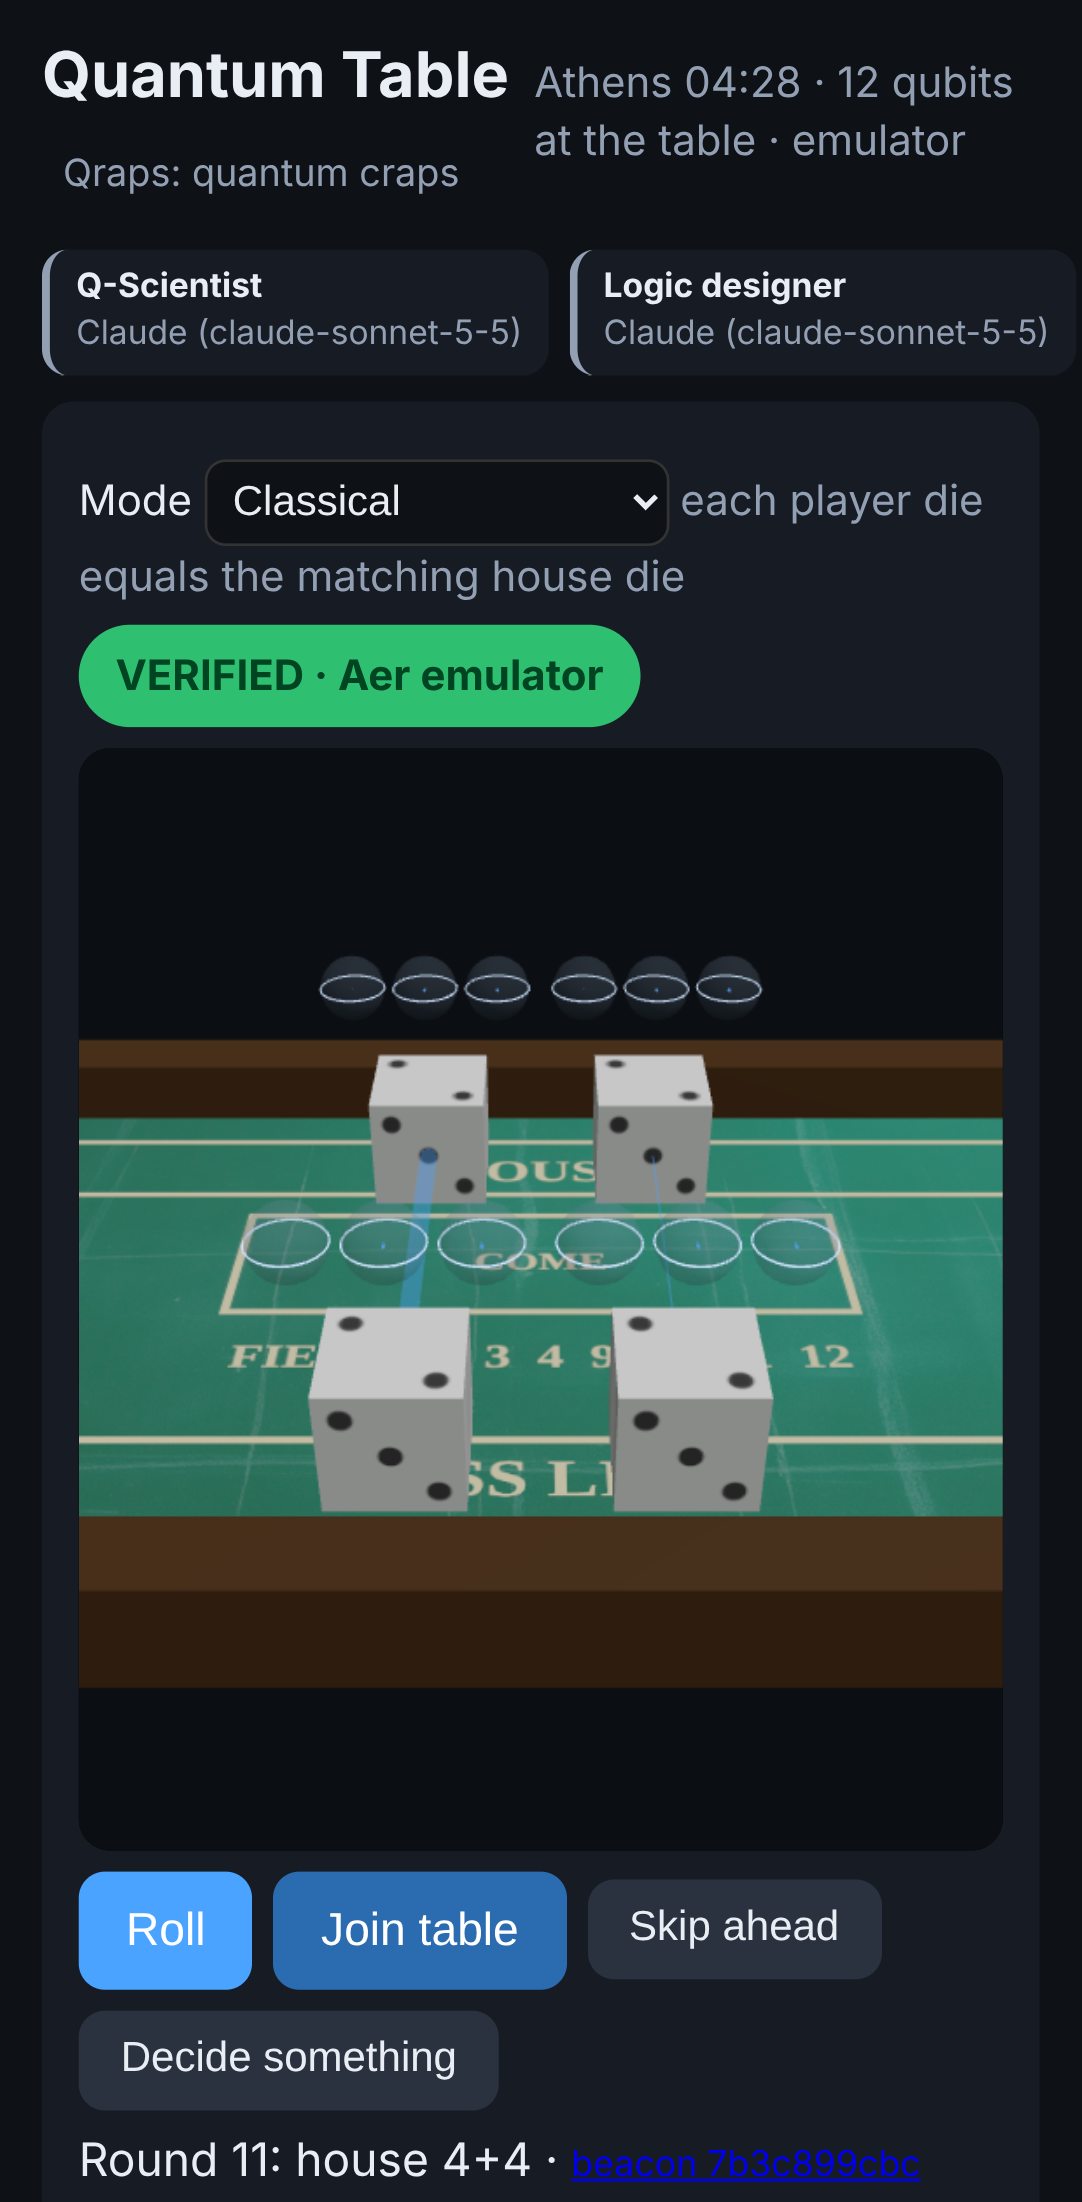 Quantum Table
Athens 04:28 · 12 qubits
at the table · emulator
Qraps: quantum craps
Q-Scientist
Claude (claude-sonnet-5-5)
Logic designer
Claude (claude-sonnet-5-5)
Mode Classical each player die
equals the matching house die
VERIFIED · Aer emulator
OUS
COME
FIE 3 4 9 12
SS LI
Roll
Join table
Skip ahead
Decide something
Round 11: house 4+4 · beacon 7b3c899cbc